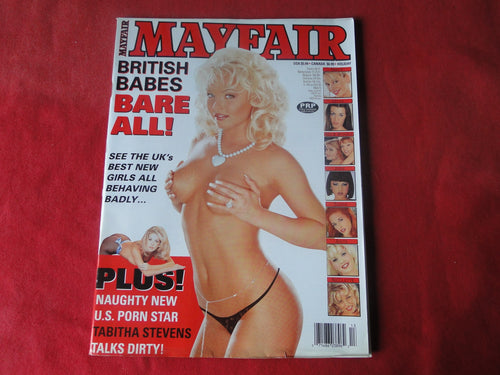 MAYFAIR
MAYFAIR
BRITISH
BABES
BARE
ALL!
PRP
SEE THE UK's
BEST NEW
GIRLS ALL
BEHAVING
BADLY...
PLUS!
NAUGHTY NEW
U.S. PORN STAR
TABITHA STEVENS
TALKS DIRTY!